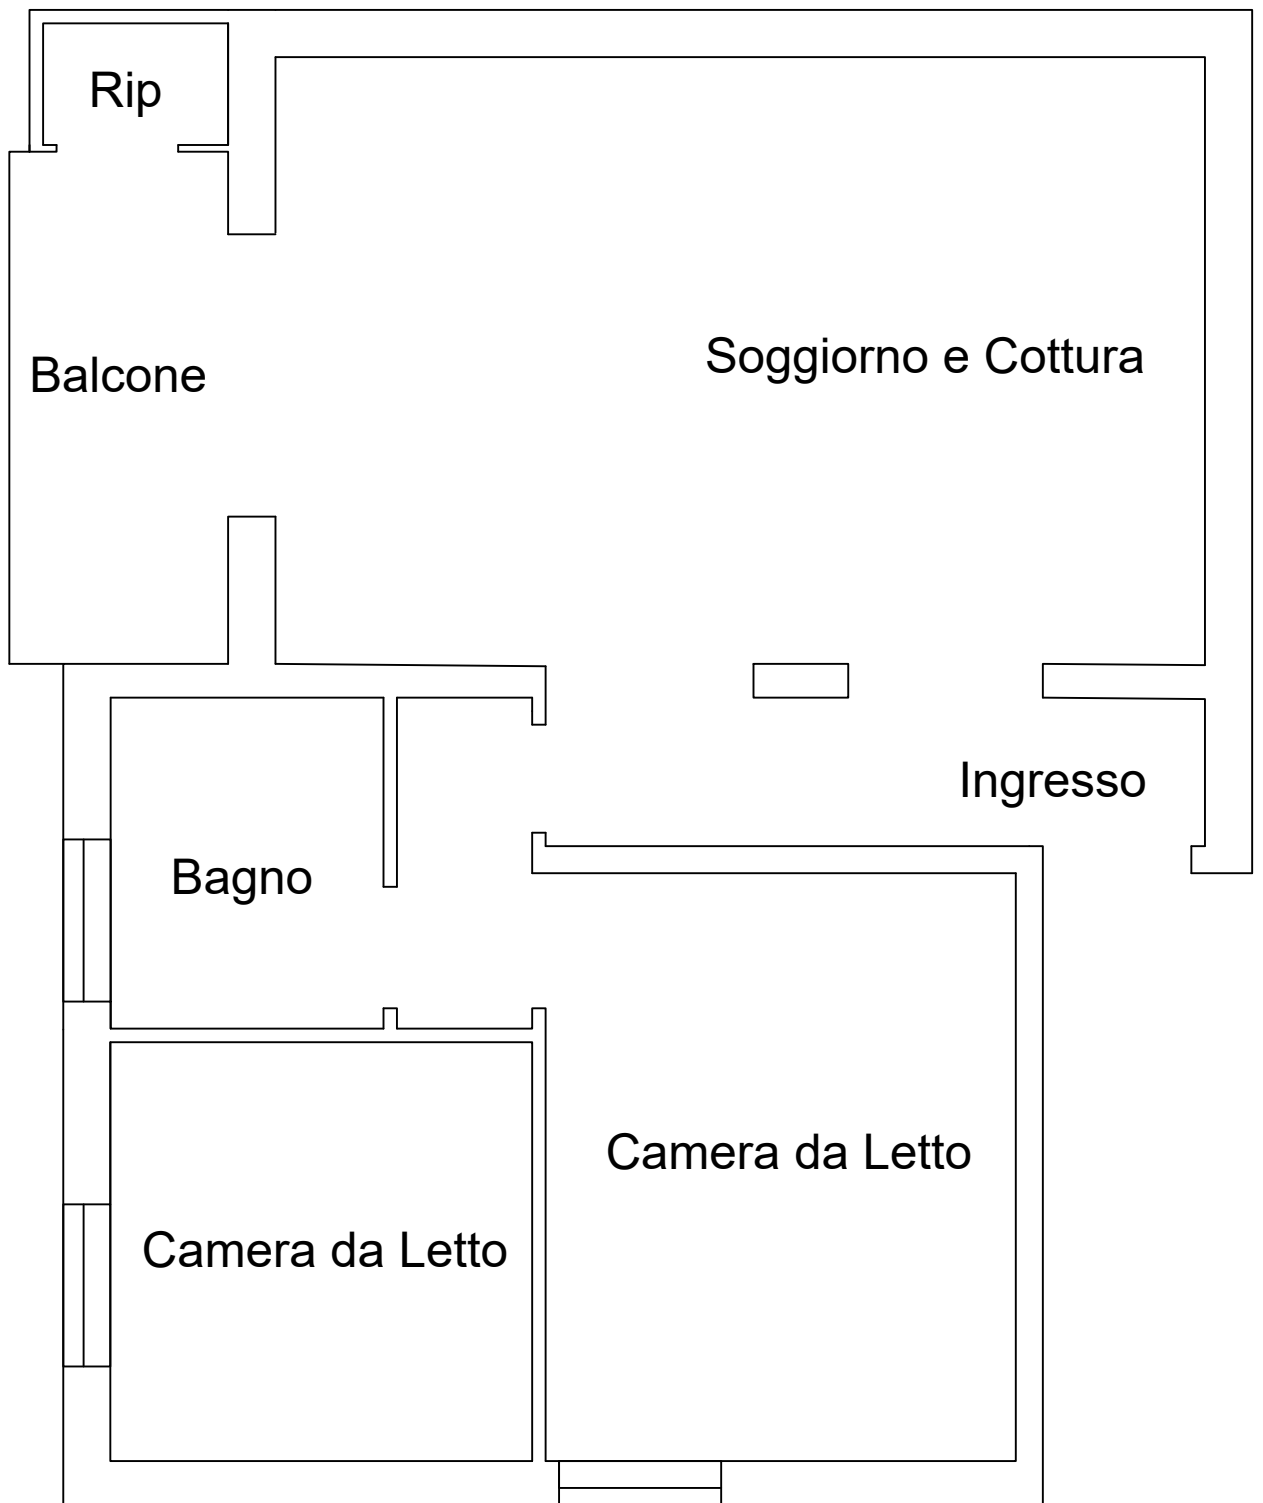 Rip
Soggiorno e Cottura
Balcone
Ingresso
Bagno
Camera da Letto
Camera da Letto